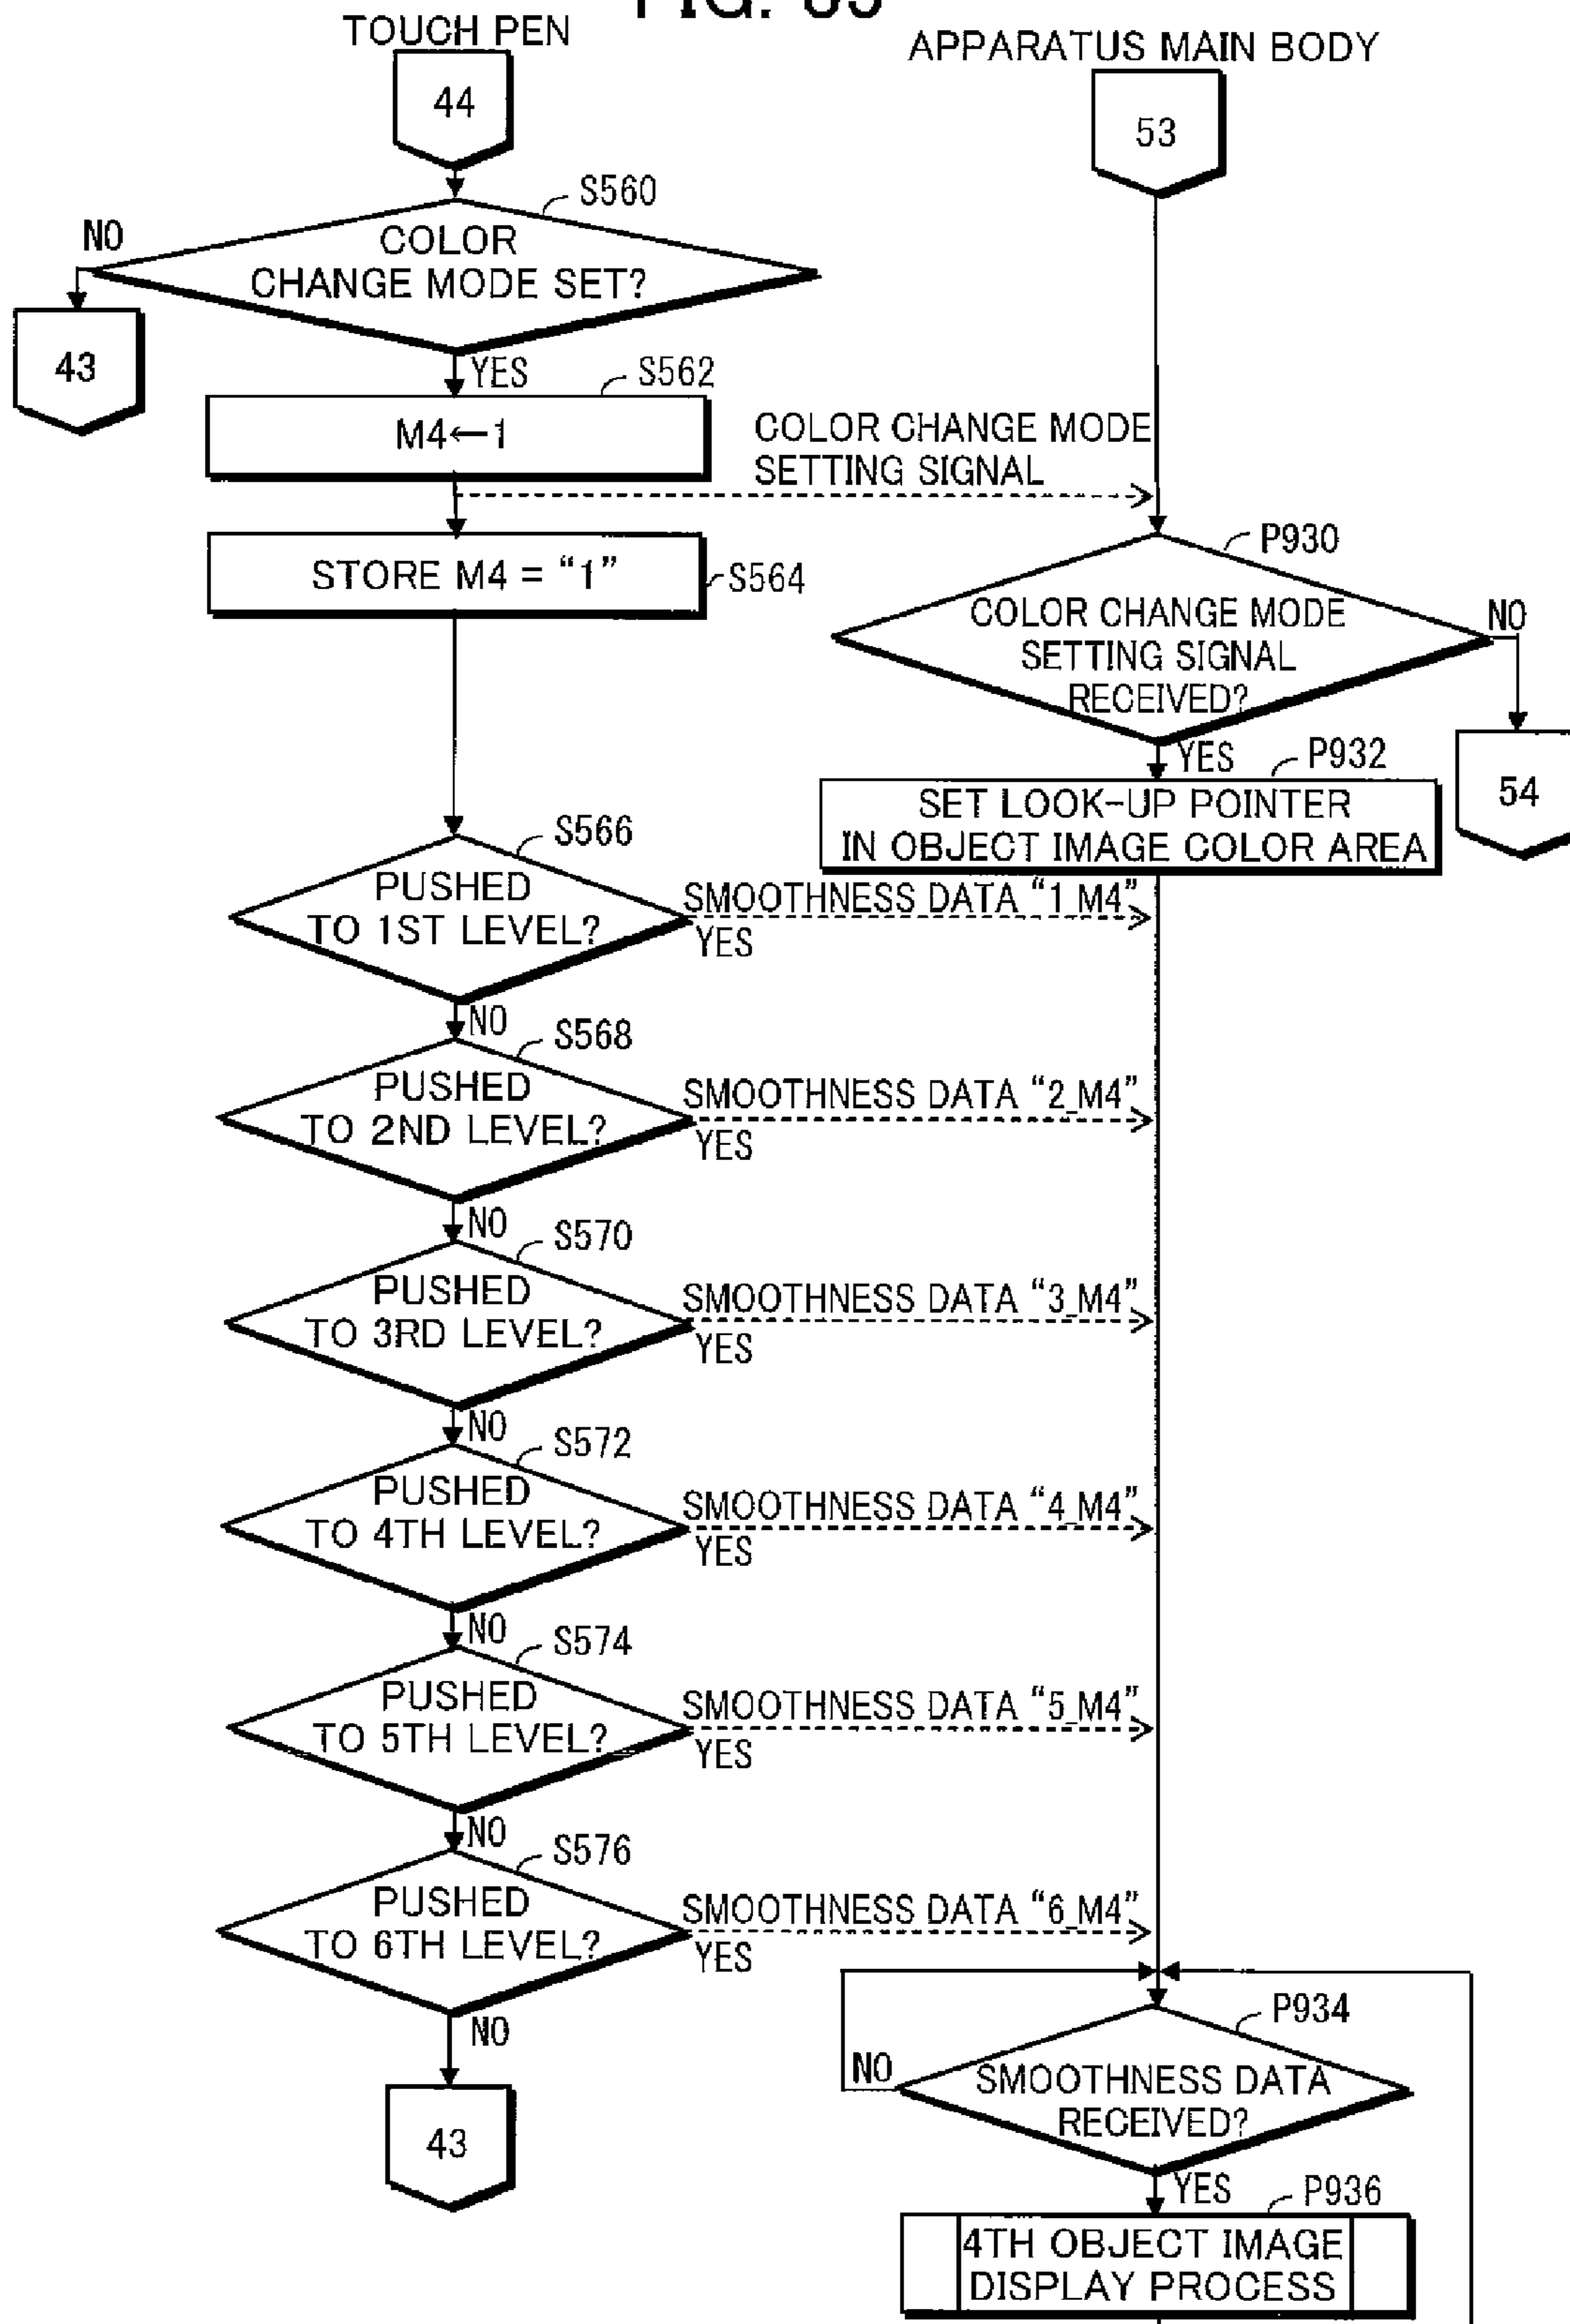 TOUCH PEN
APPARATUS MAIN BODY
44
53
S560
NO
COLOR
CHANGE MODE SET?
43
YES
S562
M4←1
COLOR CHANGE MODE
SETTING SIGNAL
STORE M4 = “1”
S564
P930
COLOR CHANGE MODE
SETTING SIGNAL
RECEIVED?
NO
YES
P932
54
SET LOOK-UP POINTER
IN OBJECT IMAGE COLOR AREA
S566
PUSHED
TO 1ST LEVEL?
SMOOTHNESS DATA “1_M4”
YES
NO
S568
PUSHED
TO 2ND LEVEL?
SMOOTHNESS DATA “2_M4”
YES
NO
S570
PUSHED
TO 3RD LEVEL?
SMOOTHNESS DATA “3_M4”
YES
NO
S572
PUSHED
TO 4TH LEVEL?
SMOOTHNESS DATA “4_M4”
YES
NO
S574
PUSHED
TO 5TH LEVEL?
SMOOTHNESS DATA “5_M4”
YES
NO
S576
PUSHED
TO 6TH LEVEL?
SMOOTHNESS DATA “6_M4”
YES
NO
43
P934
NO
SMOOTHNESS DATA
RECEIVED?
YES
P936
4TH OBJECT IMAGE
DISPLAY PROCESS